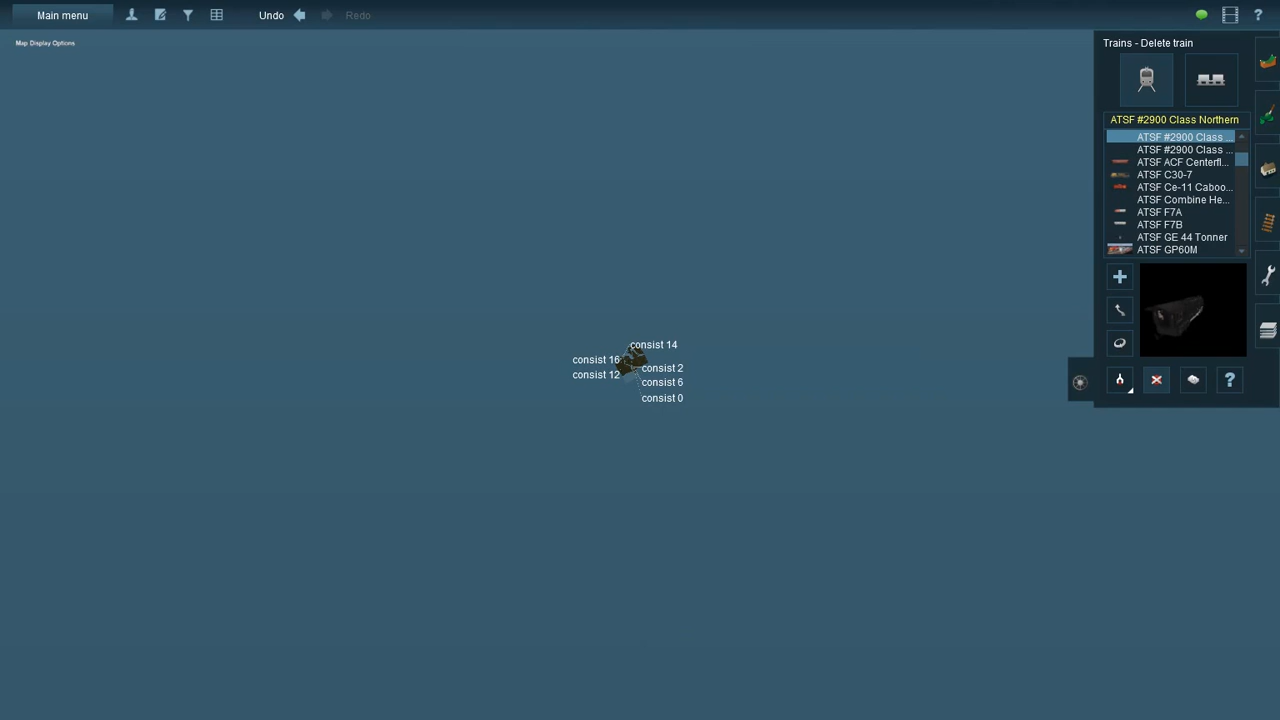 Main menu
Undo
Redo
?
Map Display Options
Trains - Delete train
ATSF #2900 Class Northern
ATSF #2900 Class ...
ATSF #2900 Class ...
ATSF ACF Centerfl...
ATSF C30-7
ATSF Ce-11 Caboo...
ATSF Combine He...
ATSF F7A
ATSF F7B
ATSF GE 44 Tonner
ATSF GP60M
?
consist 14
consist 16
consist 2
consist 12
consist 6
consist 0